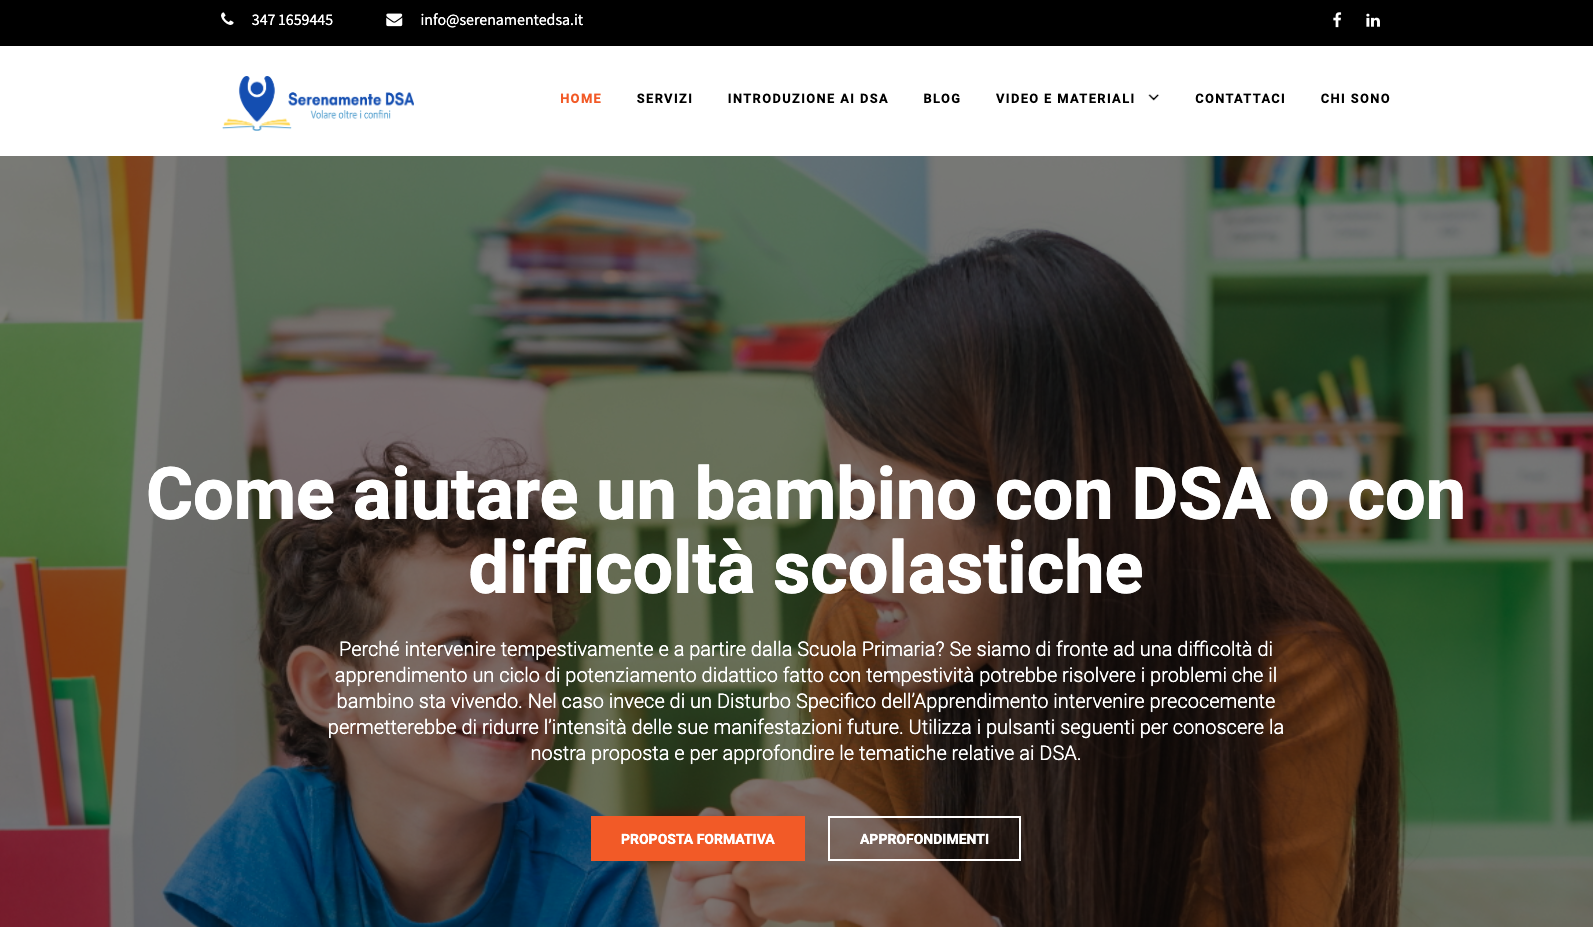 347 1659445
info@serenamentedsa.it
Serenamente DSA
Volare oltre i confini
HOME
SERVIZI
INTRODUZIONE AI DSA
BLOG
VIDEO E MATERIALI
CONTATTACI
CHI SONO
Come aiutare un bambino con DSA o con
difficoltà scolastiche
Perché intervenire tempestivamente e a partire dalla Scuola Primaria? Se siamo di fronte ad una difficoltà di
apprendimento un ciclo di potenziamento didattico fatto con tempestività potrebbe risolvere i problemi che il
bambino sta vivendo. Nel caso invece di un Disturbo Specifico dell’Apprendimento intervenire precocemente
permetterebbe di ridurre l’intensità delle sue manifestazioni future. Utilizza i pulsanti seguenti per conoscere la
nostra proposta e per approfondire le tematiche relative ai DSA.
PROPOSTA FORMATIVA
APPROFONDIMENTI